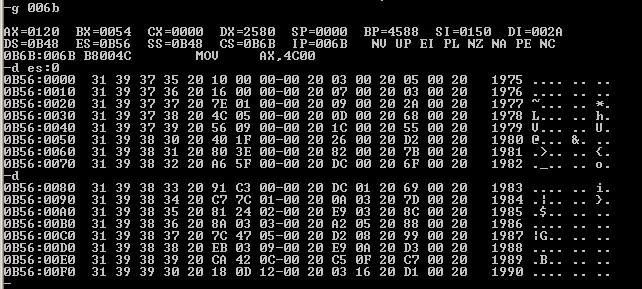 -g 006b
AX=0120  BX=0054  CX=0000  DX=2580  SP=0000  BP=4588  SI=0150  DI=002A
DS=0B48  ES=0B56  SS=0B48  CS=0B6B  IP=006B   NV UP EI PL NZ NA PE NC
0B6B:006B B8004C        MOV     AX,4C00
-d es:0
0B56:0000  31 39 37 35 20 10 00 00-00 20 03 00 20 05 00 20   1975 .... .. ..
0B56:0010  31 39 37 36 20 16 00 00-00 20 07 00 20 03 00 20   1976 .... .. ..
0B56:0020  31 39 37 37 20 7E 01 00-00 20 09 00 20 2A 00 20   1977 ~... .. *.
0B56:0030  31 39 37 38 20 4C 05 00-00 20 0D 00 20 68 00 20   1978 L... .. h.
0B56:0040  31 39 37 39 20 56 09 00-00 20 1C 00 20 55 00 20   1979 V... .. U.
0B56:0050  31 39 38 30 20 40 1F 00-00 20 26 00 20 D2 00 20   1980 @... &. ..
0B56:0060  31 39 38 31 20 80 3E 00-00 20 82 00 20 7B 00 20   1981 .>.. .. {.
0B56:0070  31 39 38 32 20 A6 5F 00-00 20 DC 00 20 6F 00 20   1982 ._.. .. o.
-d
0B56:0080  31 39 38 33 20 91 C3 00-00 20 DC 01 20 69 00 20   1983 .... .. i.
0B56:0090  31 39 38 34 20 C7 7C 01-00 20 0A 03 20 7D 00 20   1984 .|.. .. }.
0B56:00A0  31 39 38 35 20 81 24 02-00 20 E9 03 20 8C 00 20   1985 .$.. .. ..
0B56:00B0  31 39 38 36 20 8A 03 03-00 20 A2 05 20 88 00 20   1986 .... .. ..
0B56:00C0  31 39 38 37 20 7C 47 05-00 20 D2 08 20 99 00 20   1987 |G.. .. ..
0B56:00D0  31 39 38 38 20 EB 03 09-00 20 E9 0A 20 D3 00 20   1988 .... .. ..
0B56:00E0  31 39 38 39 20 CA 42 0C-00 20 C5 0F 20 C7 00 20   1989 .B.. .. ..
0B56:00F0  31 39 39 30 20 18 0D 12-00 20 03 16 20 D1 00 20   1990 .... .. ..
-